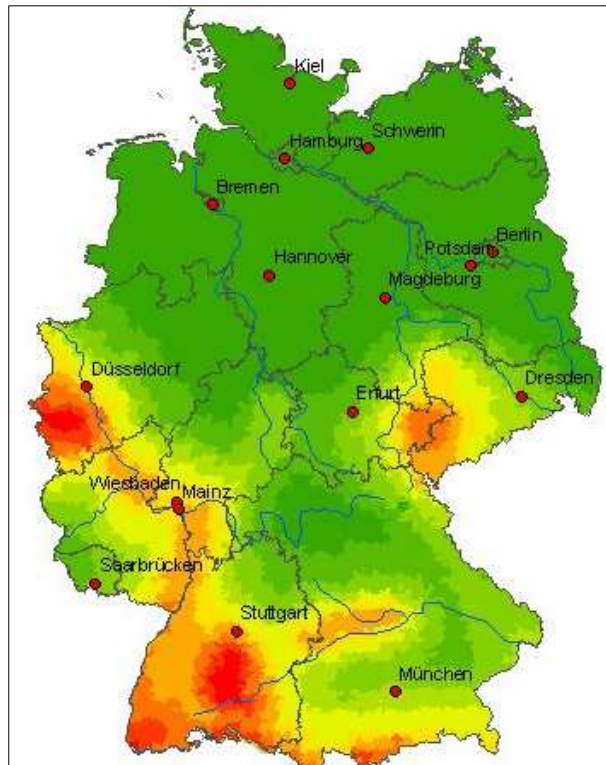 Kiel
Schwerin
Hamburg
Bremen
Berlin
Potsdam
Hannover
Magdeburg
Düsseldorf
Dresden
Erfurt
Wiesbaden
Mainz
Saarbrücken
Stuttgart
München